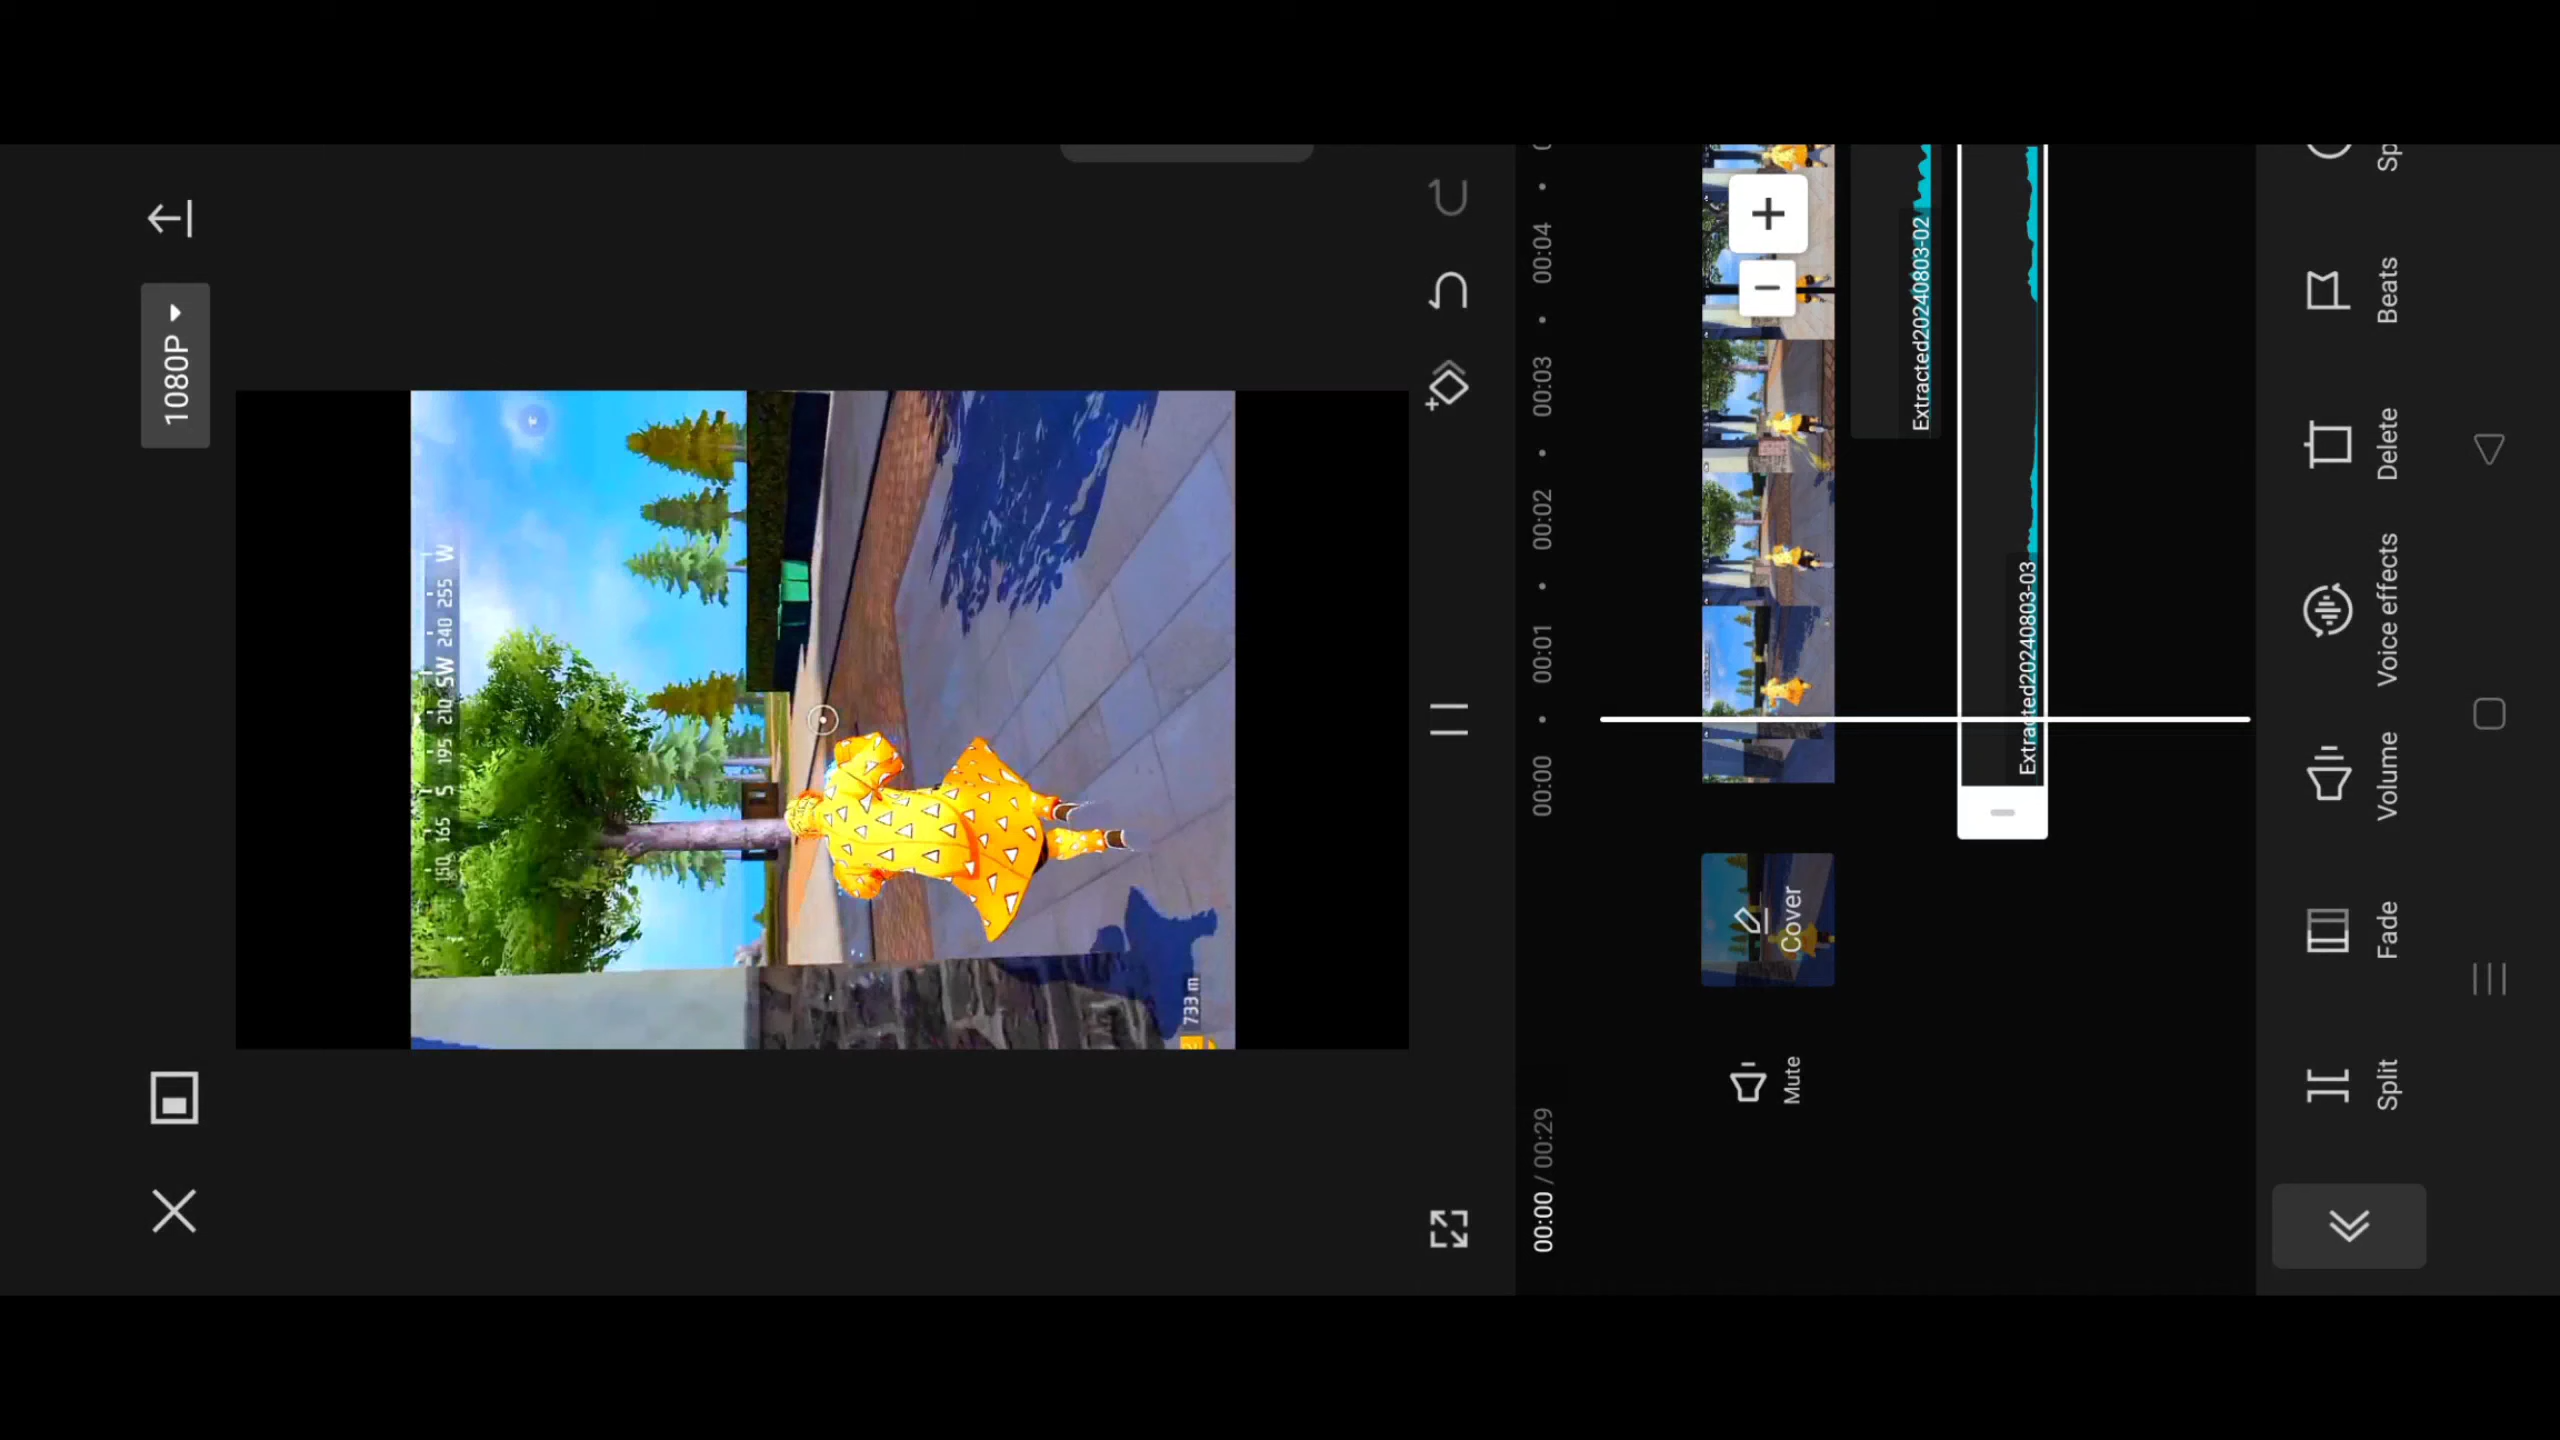 1080P
W
255
240
SW
210
195
S
165
150
733 m
00:00 / 00:29
00:00
00:01
00:02
00:03
00:04
Mute
Cover
Extracted20240803-02
Extracted20240803-03
Split
Fade
Volume
Voice effects
Delete
Beats
Sp